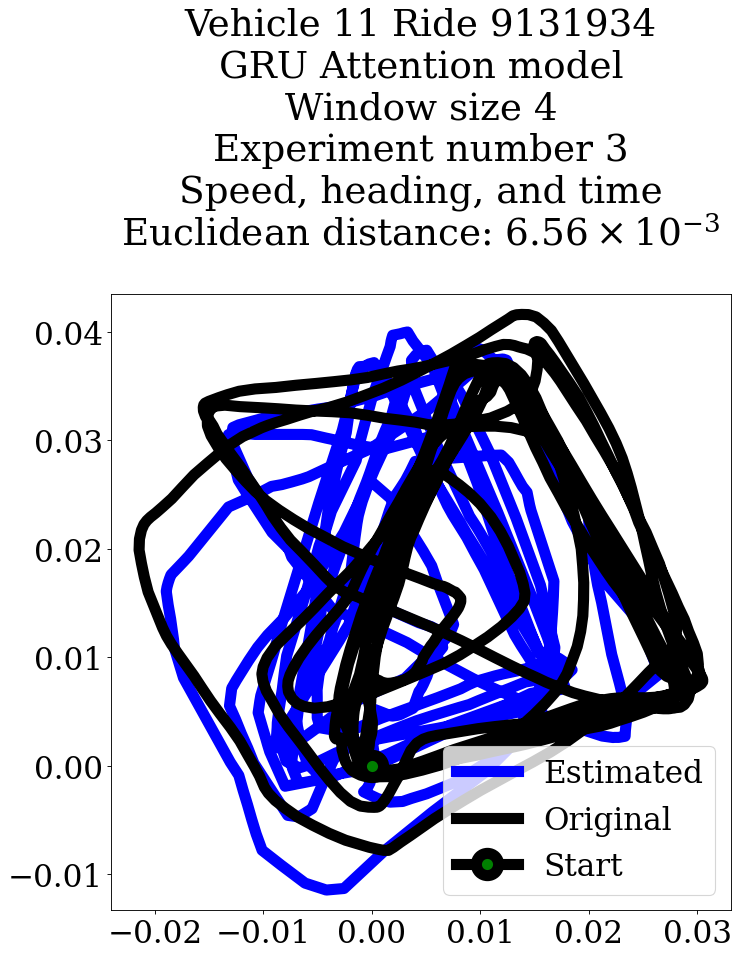 Vehicle 11 Ride 9131934
GRU Attention model
Window size 4
Experiment number 3
Speed, heading, and time
Euclidean distance: 6.56 × 10⁻³
0.04
0.03
0.02
0.01
0.00
−0.01
Estimated
Original
Start
−0.02 −0.01 0.00 0.01 0.02 0.03